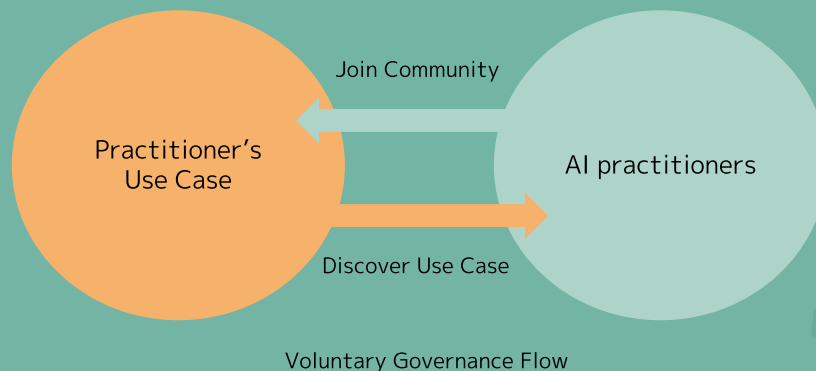 Join Community
Practitioner’s
Use Case
AI practitioners
Discover Use Case
Voluntary Governance Flow